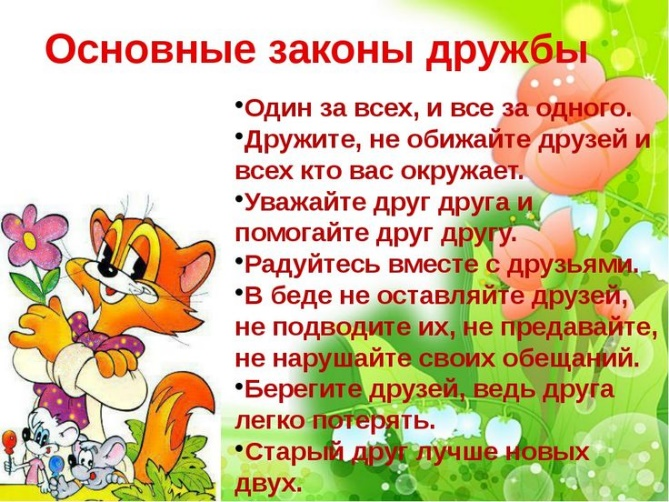 Основные законы дружбы
•Один за всех, и все за одного.
•Дружите, не обижайте друзей и
всех кто вас окружает.
•Уважайте друг друга и
помогайте друг другу.
•Радуйтесь вместе с друзьями.
•В беде не оставляйте друзей,
не подводите их, не предавайте,
не нарушайте своих обещаний.
•Берегите друзей, ведь друга
легко потерять.
•Старый друг лучше новых
двух.